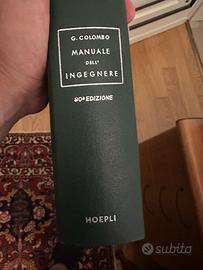 G. COLOMBO
MANUALE
DELL'
INGEGNERE
80ª EDIZIONE
HOEPLI
subito